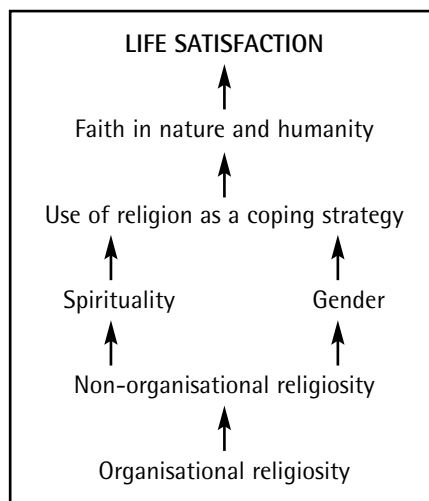 LIFE SATISFACTION
Faith in nature and humanity
Use of religion as a coping strategy
Spirituality Gender
Non-organisational religiosity
Organisational religiosity